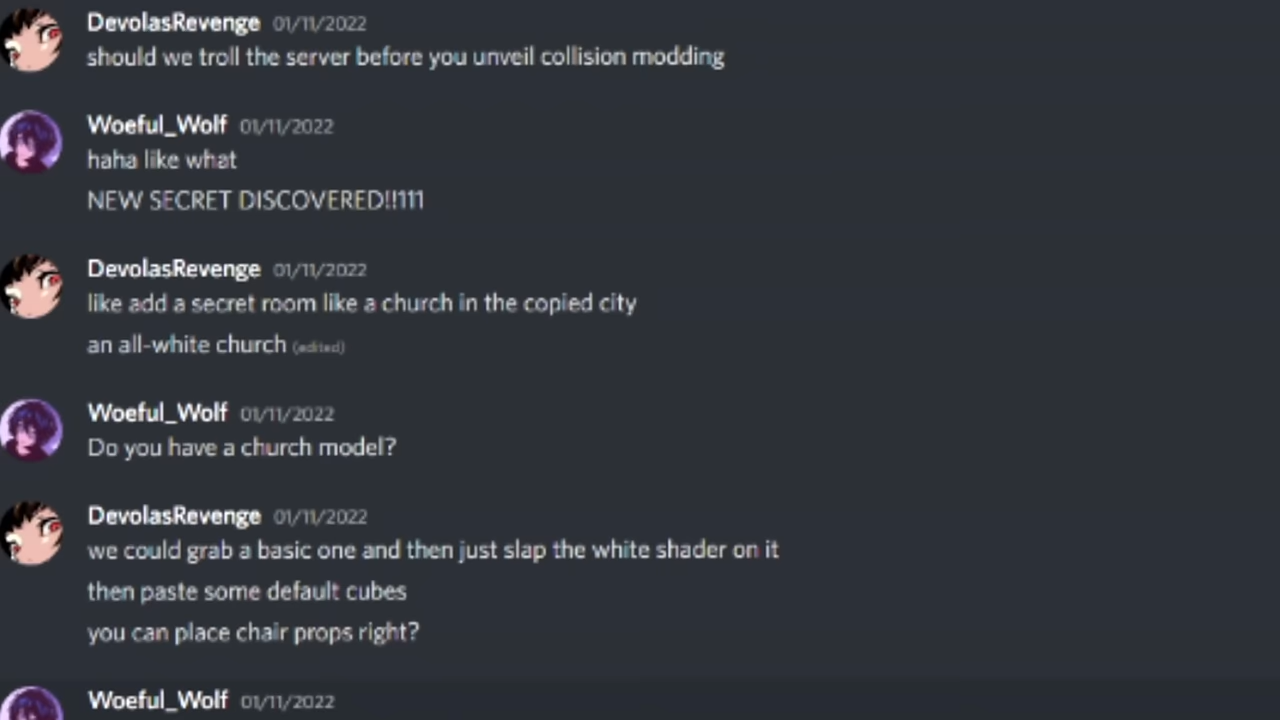 DevolasRevenge 01/11/2022
should we troll the server before you unveil collision modding
Woeful_Wolf 01/11/2022
haha like what
NEW SECRET DISCOVERED!!111
DevolasRevenge 01/11/2022
like add a secret room like a church in the copied city
an all-white church (edited)
Woeful_Wolf 01/11/2022
Do you have a church model?
DevolasRevenge 01/11/2022
we could grab a basic one and then just slap the white shader on it
then paste some default cubes
you can place chair props right?
Woeful_Wolf 01/11/2022